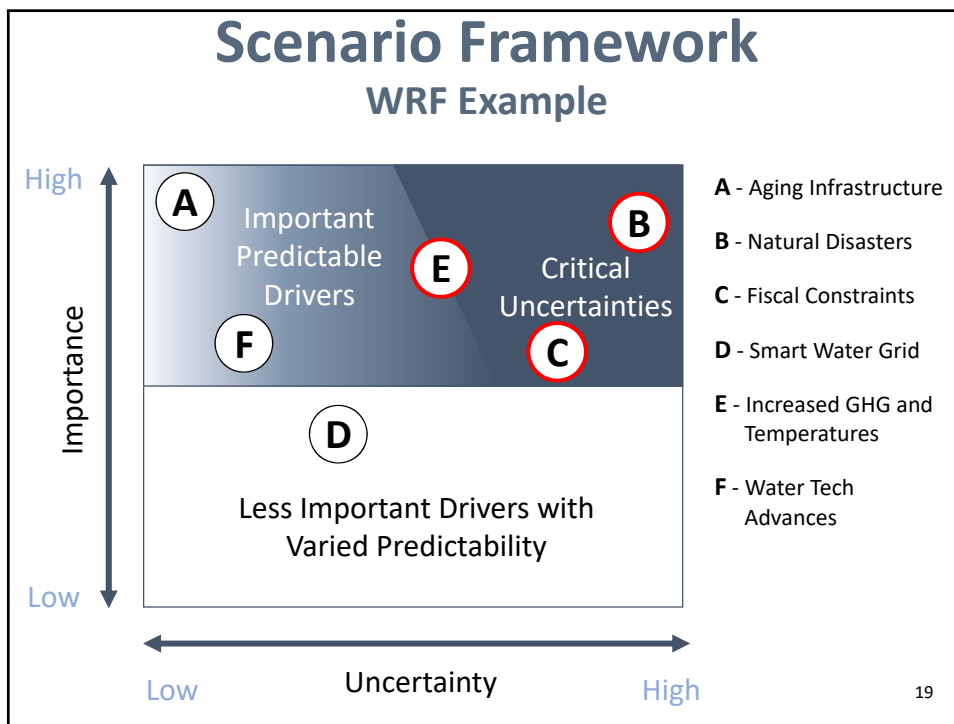 Scenario Framework
WRF Example
High
A
Important
Predictable
Drivers
E
B
Critical
Uncertainties
F
C
D
Less Important Drivers with
Varied Predictability
Importance
Low
Low
Uncertainty
High
A - Aging Infrastructure
B - Natural Disasters
C - Fiscal Constraints
D - Smart Water Grid
E - Increased GHG and
Temperatures
F - Water Tech
Advances
19